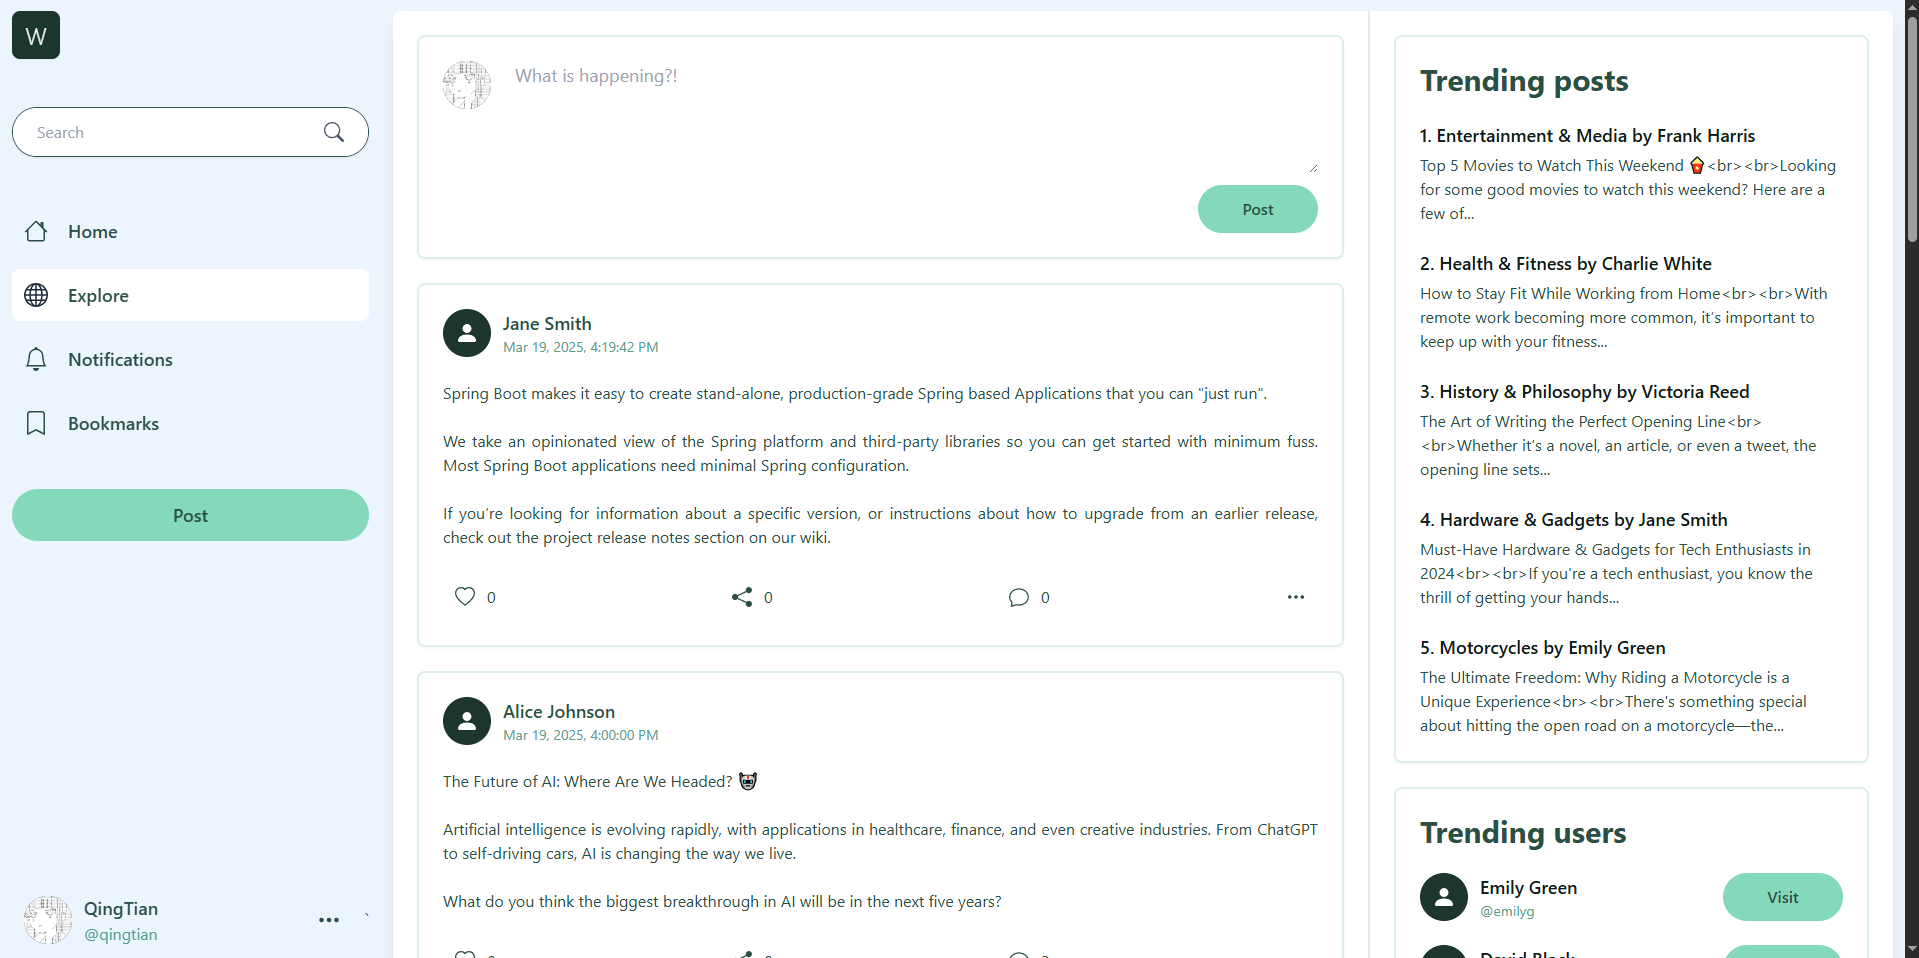 W
Search
Home
Explore
Notifications
Bookmarks
Post
QingTian
@qingtian
What is happening?!
Post
Jane Smith
Mar 19, 2025, 4:19:42 PM
Spring Boot makes it easy to create stand-alone, production-grade Spring based Applications that you can "just run".
We take an opinionated view of the Spring platform and third-party libraries so you can get started with minimum fuss.
Most Spring Boot applications need minimal Spring configuration.
If you're looking for information about a specific version, or instructions about how to upgrade from an earlier release,
check out the project release notes section on our wiki.
0
0
0
Alice Johnson
Mar 19, 2025, 4:00:00 PM
The Future of AI: Where Are We Headed? 🤖
Artificial intelligence is evolving rapidly, with applications in healthcare, finance, and even creative industries. From ChatGPT
to self-driving cars, AI is changing the way we live.
What do you think the biggest breakthrough in AI will be in the next five years?
Trending posts
1. Entertainment & Media by Frank Harris
Top 5 Movies to Watch This Weekend 🍿<br><br>Looking
for some good movies to watch this weekend? Here are a
few of...
2. Health & Fitness by Charlie White
How to Stay Fit While Working from Home<br><br>With
remote work becoming more common, it's important to
keep up with your fitness...
3. History & Philosophy by Victoria Reed
The Art of Writing the Perfect Opening Line<br>
<br>Whether it's a novel, an article, or even a tweet, the
opening line sets...
4. Hardware & Gadgets by Jane Smith
Must-Have Hardware & Gadgets for Tech Enthusiasts in
2024<br><br>If you're a tech enthusiast, you know the
thrill of getting your hands...
5. Motorcycles by Emily Green
The Ultimate Freedom: Why Riding a Motorcycle is a
Unique Experience<br><br>There's something special
about hitting the open road on a motorcycle—the...
Trending users
Emily Green
@emilyg
Visit
David Black